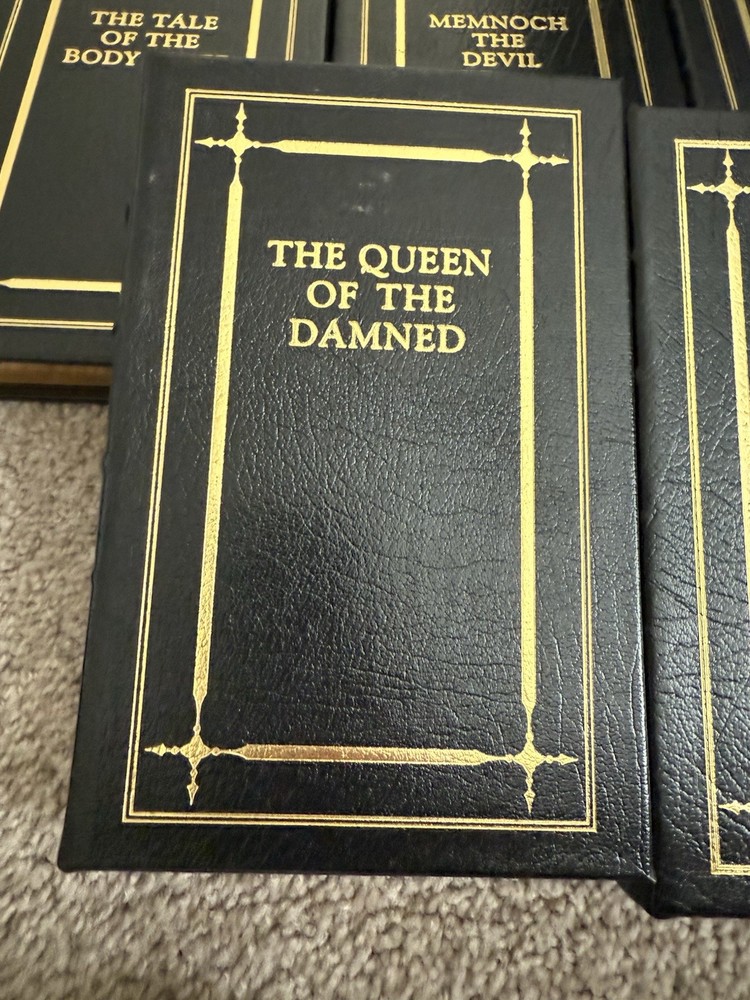 THE TALE
OF THE
BODY
MEMNOCH
THE
DEVIL
THE QUEEN
OF THE
DAMNED